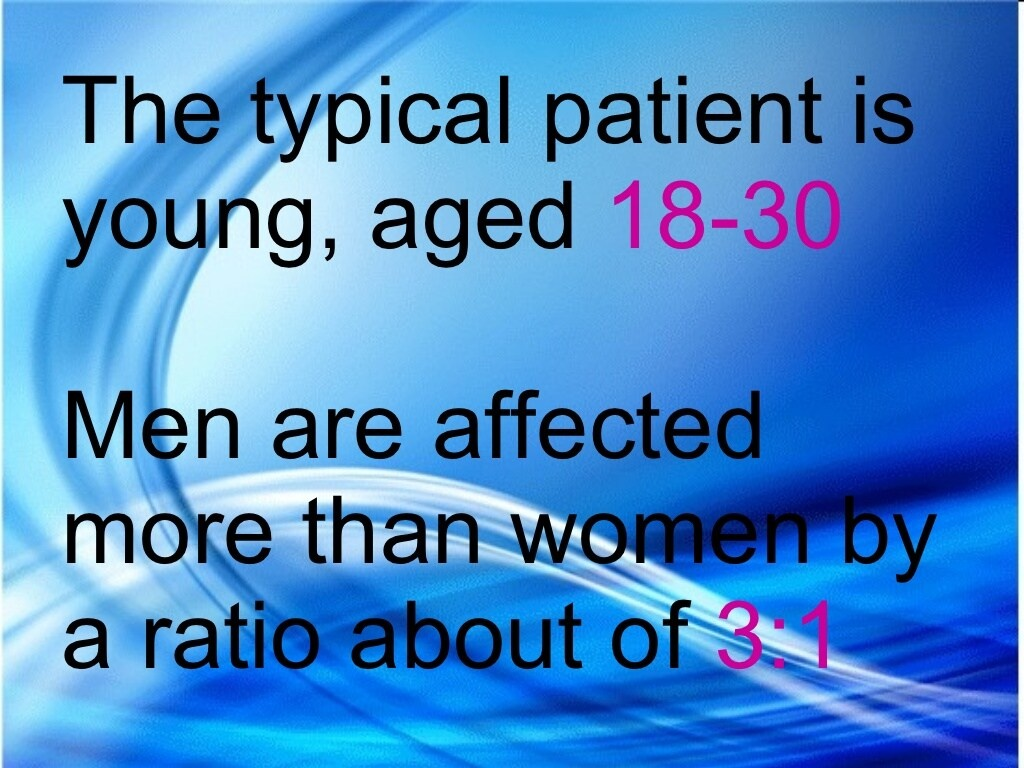 The typical patient is
young, aged 18-30
Men are affected
more than women by
a ratio about of 3:1